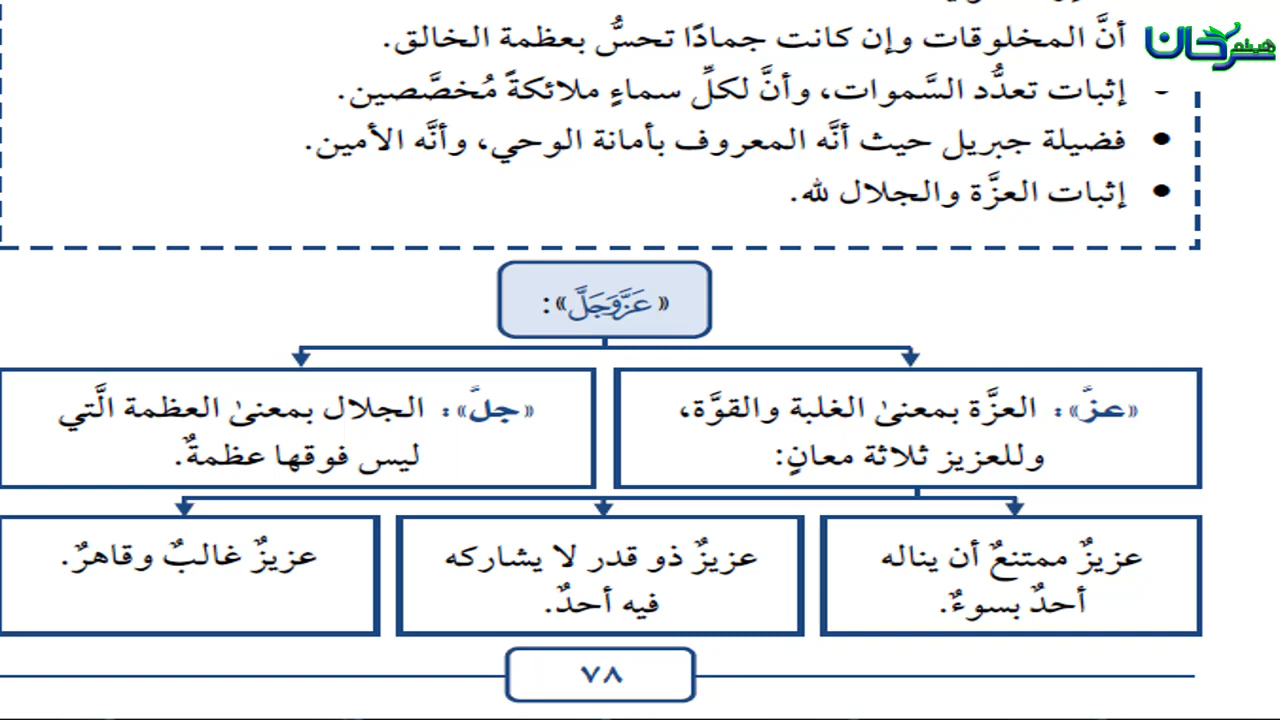 أنَّ المخلوقات وإن كانت جمادًا تحسُّ بعظمة الخالق.
إثبات تعدُّد السَّموات، وأنَّ لكلِّ سماءٍ ملائكةً مُخصَّصين.
• فضيلة جبريل حيث أنَّه المعروف بأمانة الوحي، وأنَّه الأمين.
• إثبات العزَّة والجلال لله.
«عَزَّوَجَلَّ»:
«عزَّ»: العزَّة بمعنىٰ الغلبة والقوَّة،
وللعزيز ثلاثة معانٍ:
«جلَّ»: الجلال بمعنىٰ العظمة الَّتي
ليس فوقها عظمةٌ.
عزيزٌ ممتنعٌ أن يناله
أحدٌ بسوءٌ.
عزيزٌ ذو قدر لا يشاركه
فيه أحدٌ.
عزيزٌ غالبٌ وقاهرٌ.
٧٨
هيثم سرحان